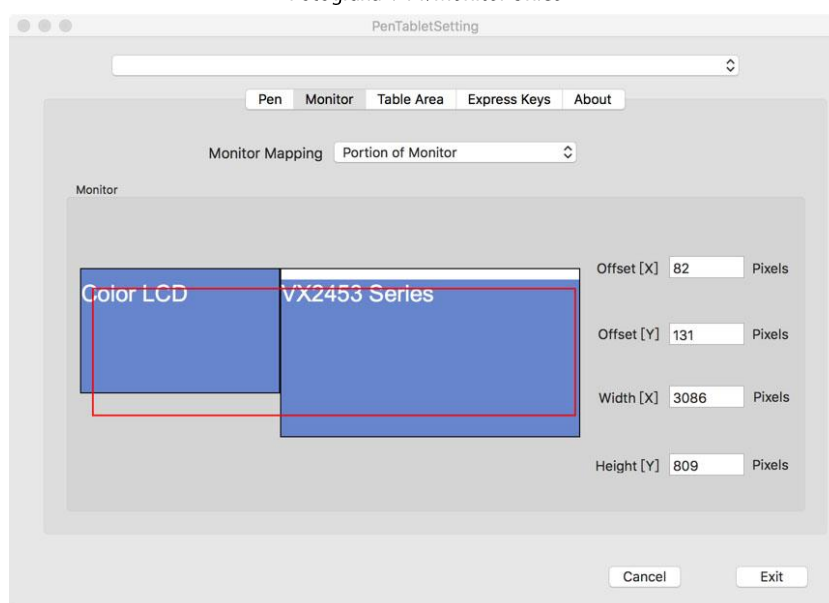 PenTabletSetting
Pen Monitor Table Area Express Keys About
Monitor Mapping Portion of Monitor
Monitor
Color LCD VX2453 Series
Offset [X] 82 Pixels
Offset [Y] 131 Pixels
Width [X] 3086 Pixels
Height [Y] 809 Pixels
Cancel Exit